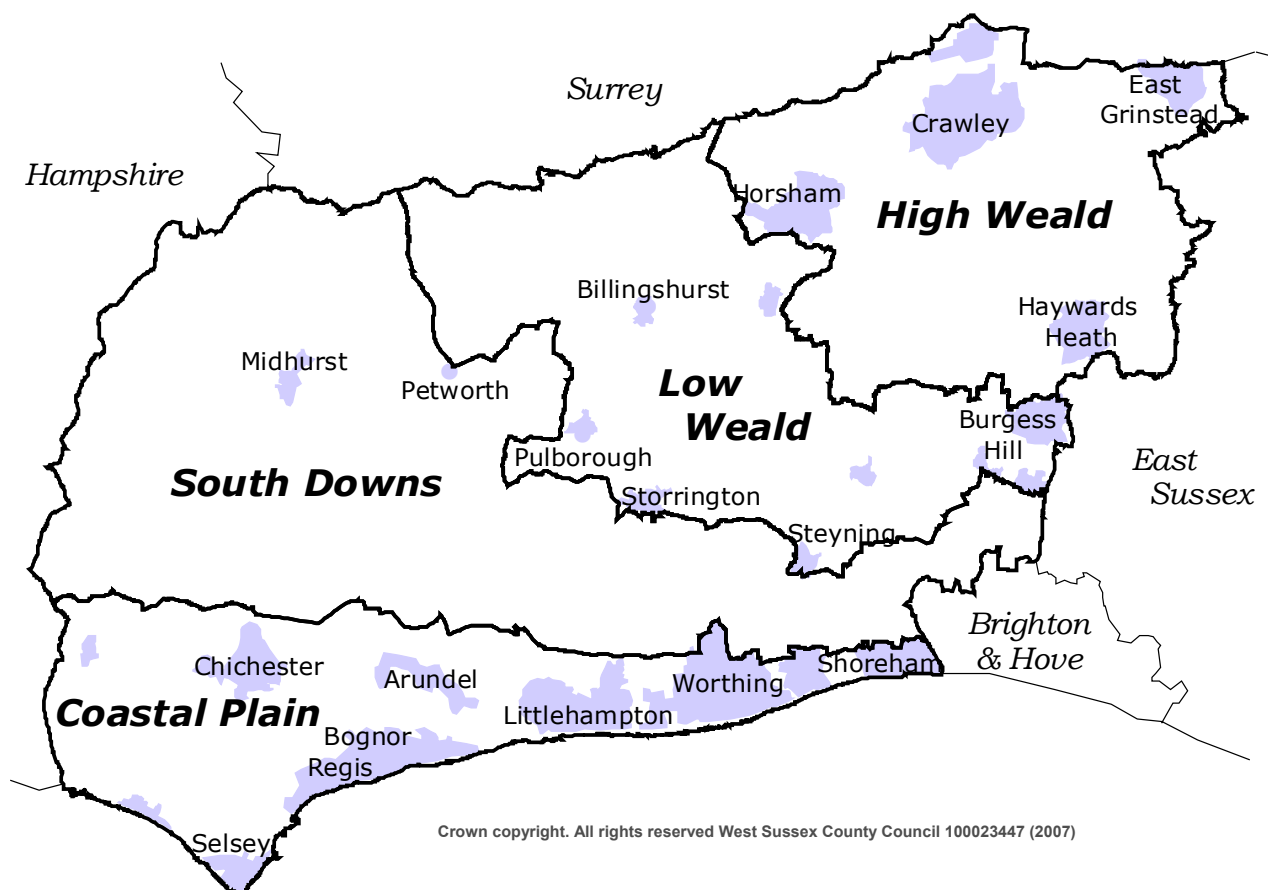 Surrey
East
Grinstead
Crawley
Hampshire
Horsham
High Weald
Billingshurst
Haywards
Heath
Midhurst
Petworth
Low
Weald
Burgess
Hill
Pulborough
East
Sussex
South Downs
Storrington
Steyning
Brighton
& Hove
Chichester
Arundel
Worthing
Shoreham
Littlehampton
Coastal Plain
Bognor
Regis
Selsey
Crown copyright. All rights reserved West Sussex County Council 100023447 (2007)